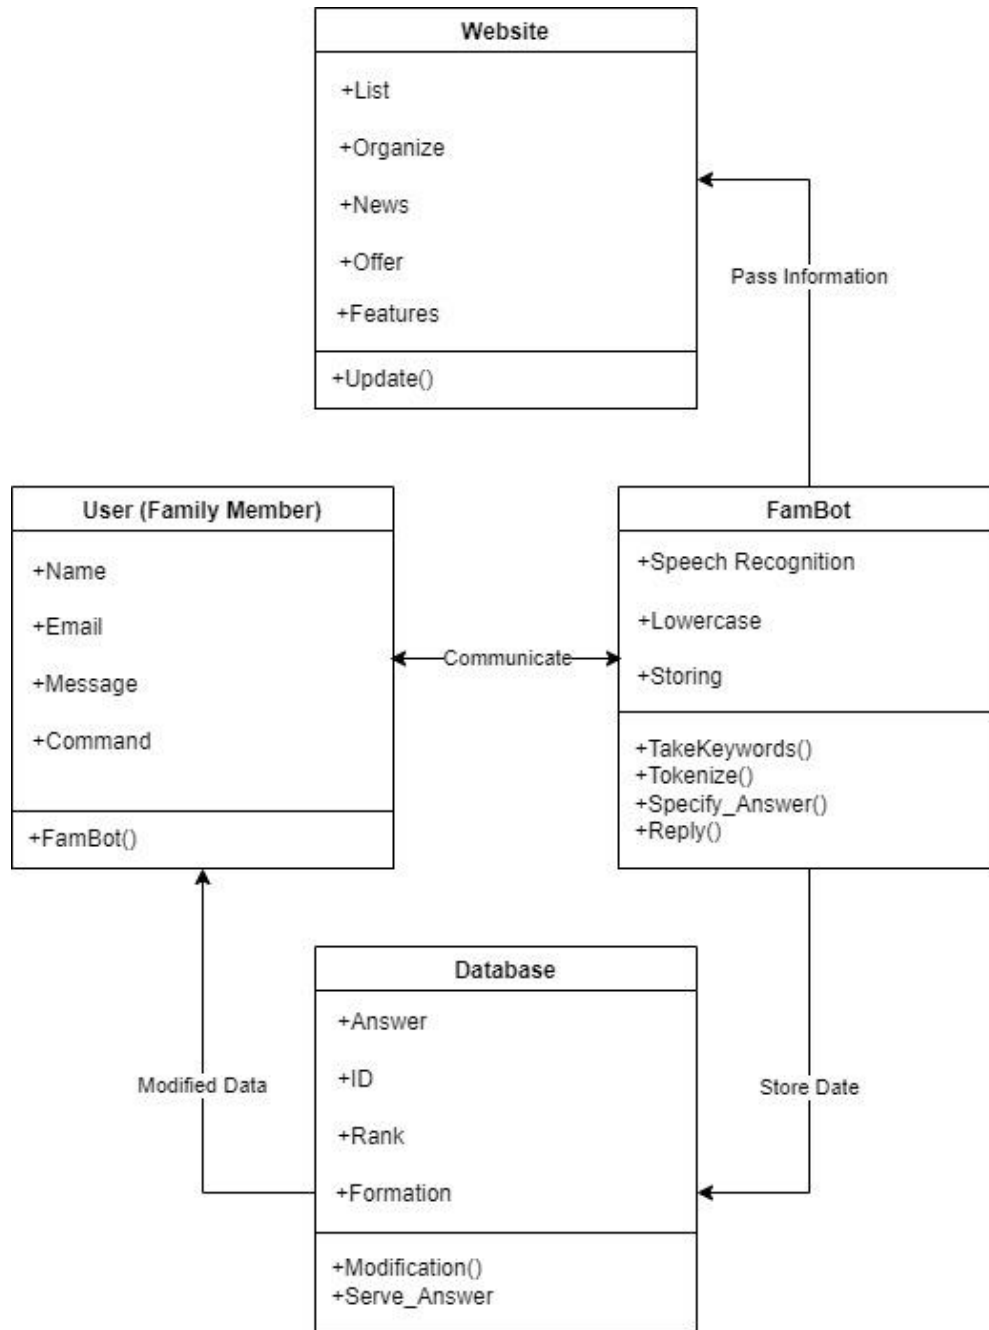 Website
+List
+Organize
+News
+Offer
+Features
+Update()
Pass Information
User (Family Member)
+Name
+Email
+Message
+Command
+FamBot()
Communicate
FamBot
+Speech Recognition
+Lowercase
+Storing
+TakeKeywords()
+Tokenize()
+Specify_Answer()
+Reply()
Modified Data
Store Date
Database
+Answer
+ID
+Rank
+Formation
+Modification()
+Serve_Answer